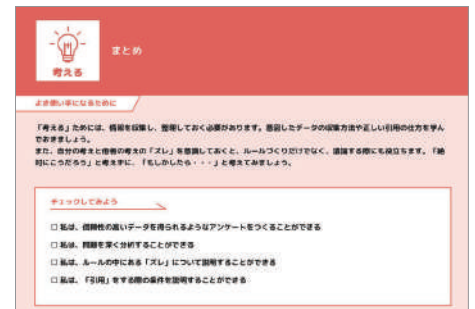 考える
まとめ
よき使い手になるために
「考える」ためには、情報を収集し、整理しておく必要があります。意図したデータの収集方法や正しい引用の仕方を学ん
でおきましょう。
また、自分の考えと他者の考えの「ズレ」を意識しておくと、ルールづくりだけでなく、議論する際にも役立ちます。「絶
対にこうだろう」と考えずに、「もしかしたら・・・」と考えてみましょう。
チェックしてみよう
□ 私は、信頼性の高いデータを得られるようなアンケートをつくることができる
□ 私は、問題を深く分析することができる
□ 私は、ルールの中にある「ズレ」について説明することができる
□ 私は、「引用」をする際の条件を説明することができる